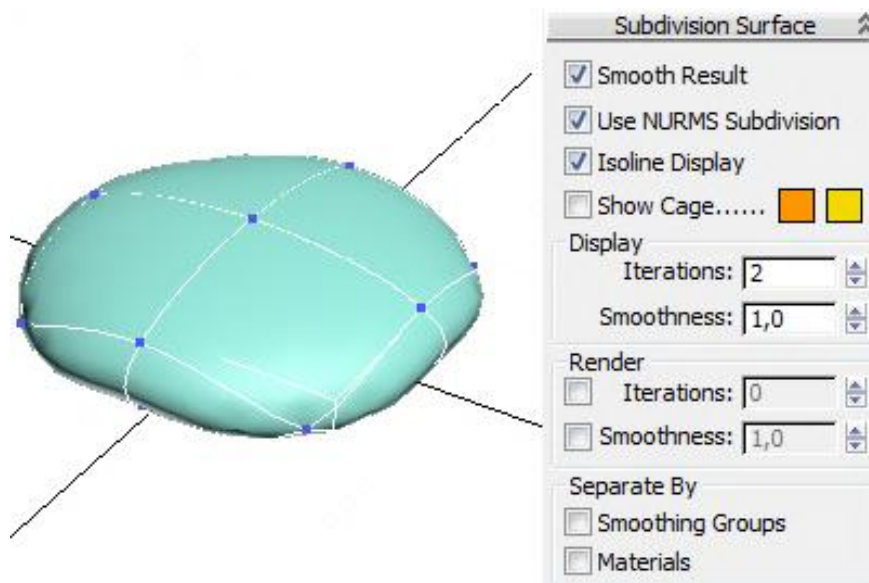 Subdivision Surface
Smooth Result
Use NURMS Subdivision
Isoline Display
Show Cage......
Display
Iterations: 2
Smoothness: 1,0
Render
Iterations: 0
Smoothness: 1,0
Separate By
Smoothing Groups
Materials